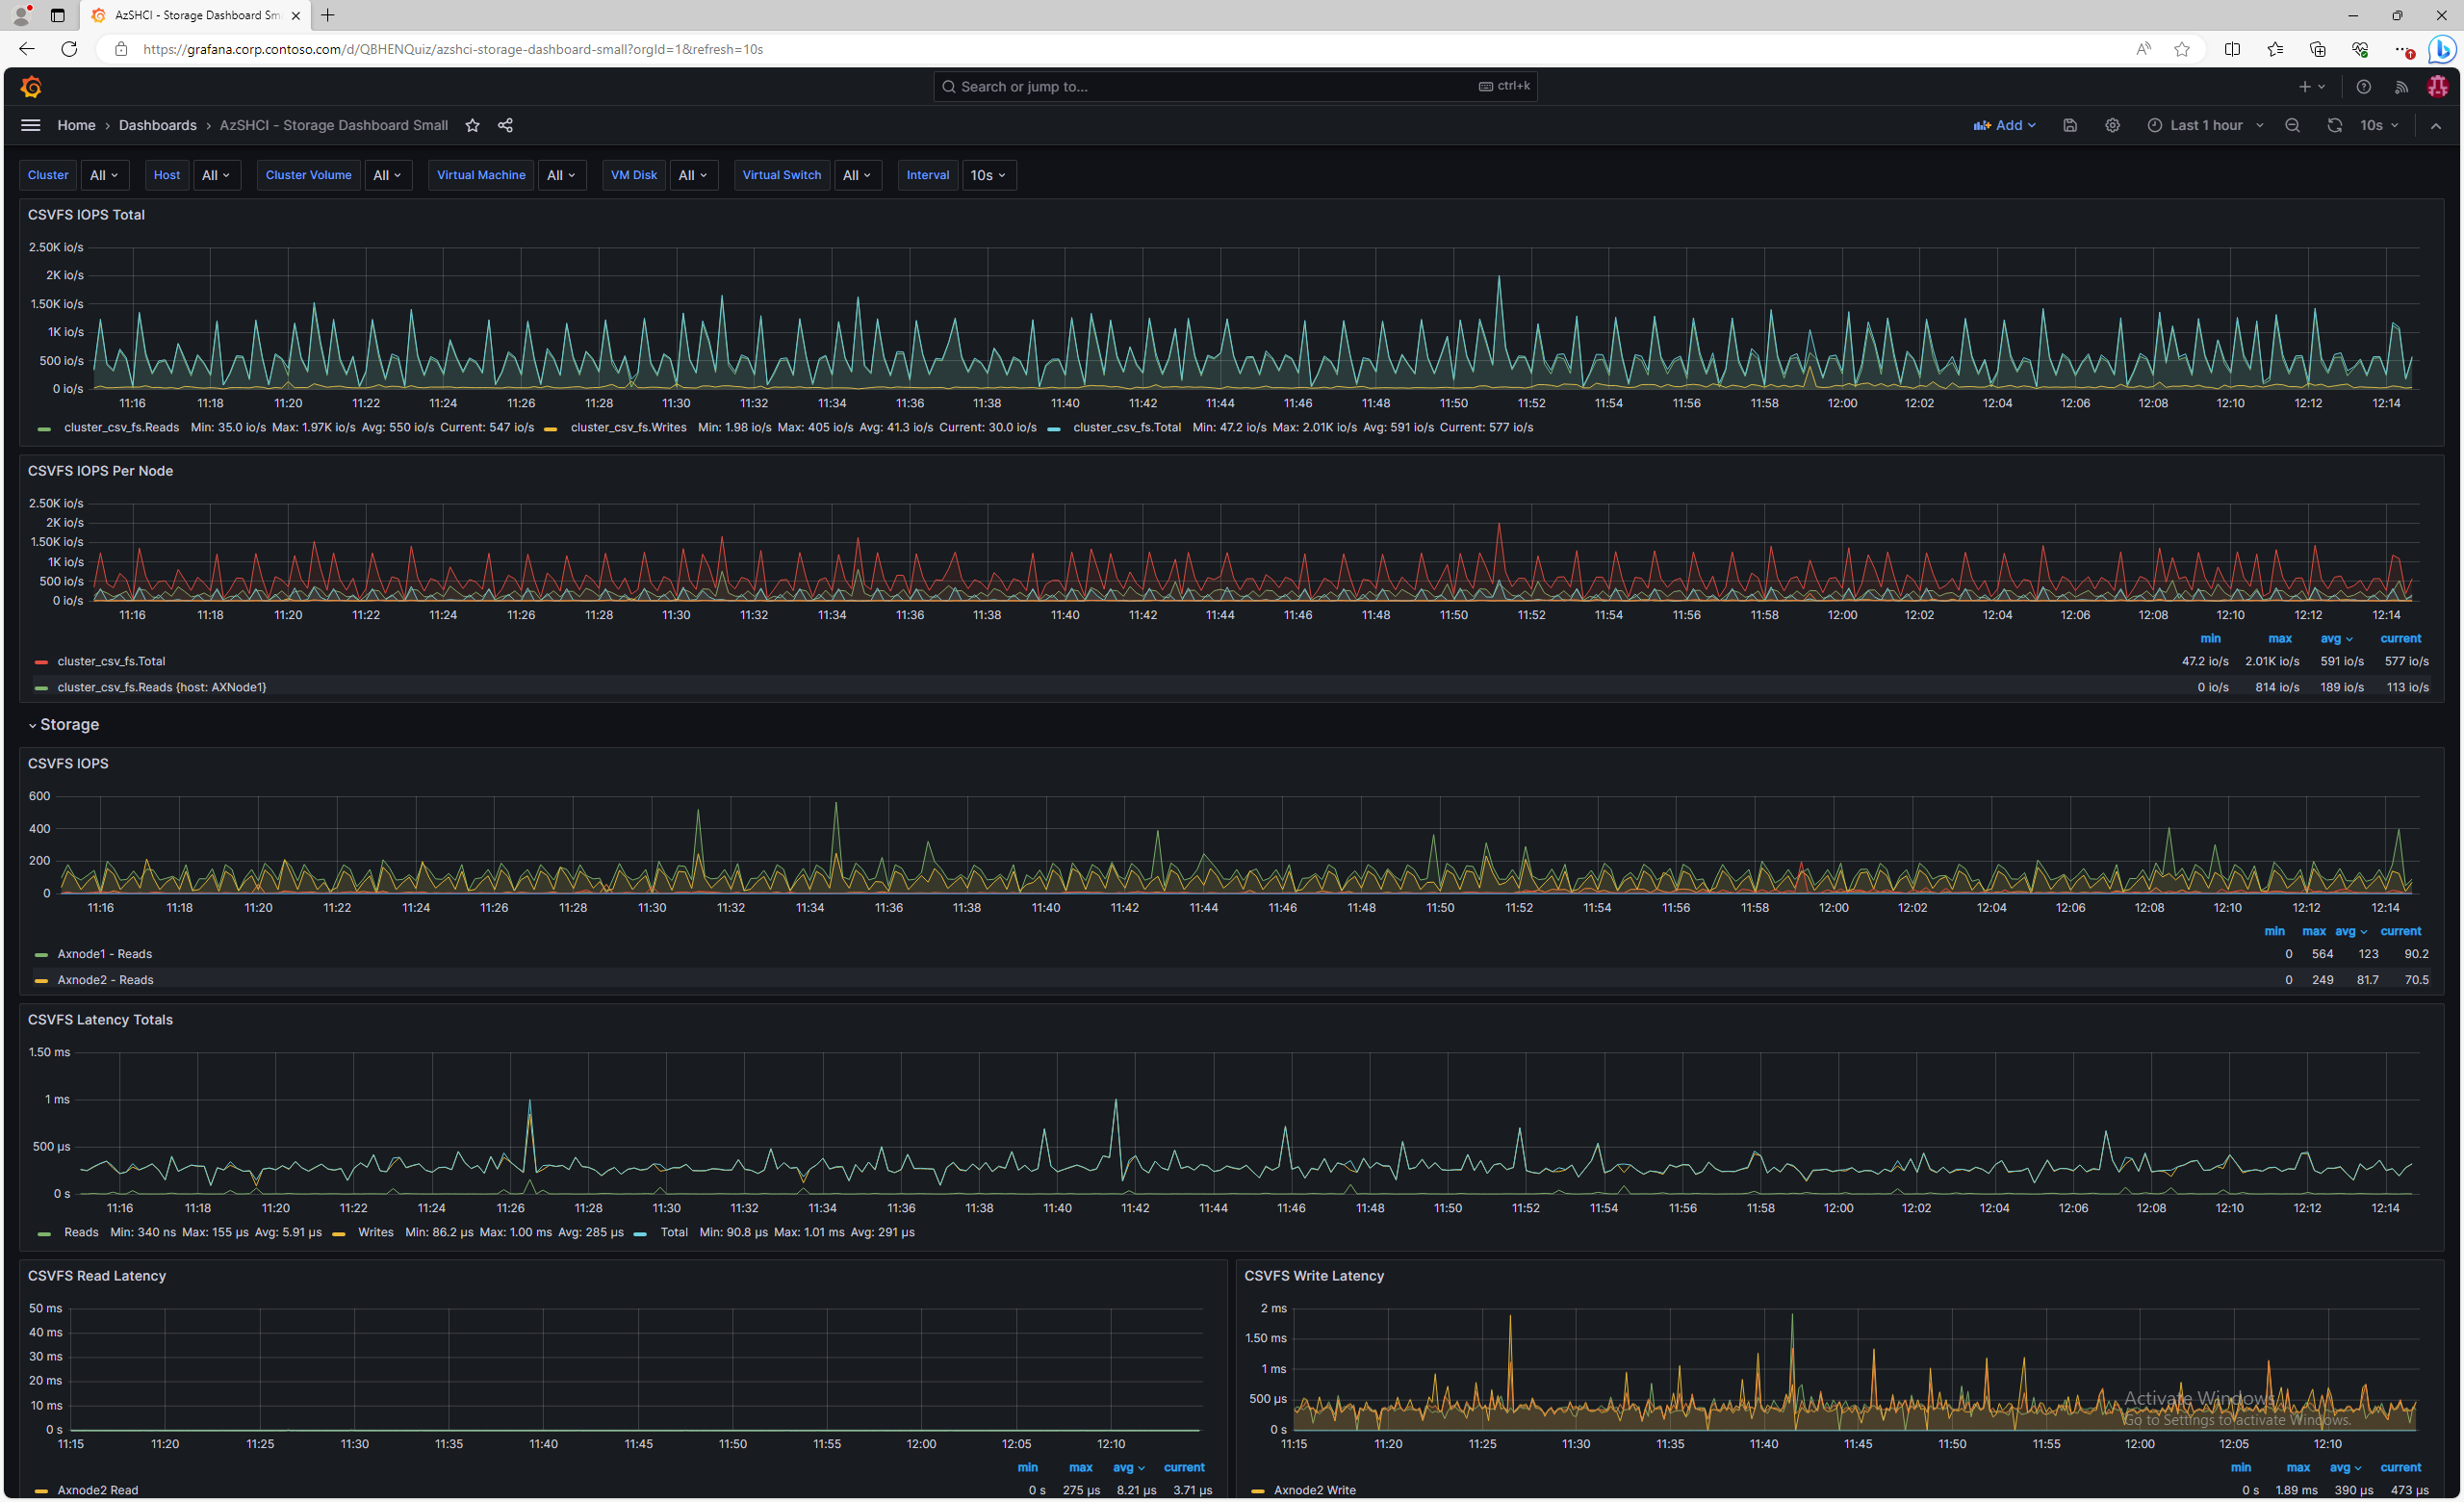 AzSHCI - Storage Dashboard Sm
https://grafana.corp.contoso.com/d/QBHENQuiz/azshci-storage-dashboard-small?orgId=1&refresh=10s
Search or jump to... ctrl+k
Home › Dashboards › AzSHCI - Storage Dashboard Small Add Last 1 hour 10s
Cluster All Host All Cluster Volume All Virtual Machine All VM Disk All Virtual Switch All Interval 10s
CSVFS IOPS Total
2.50K io/s
2K io/s
1.50K io/s
1K io/s
500 io/s
0 io/s
11:16 11:18 11:20 11:22 11:24 11:26 11:28 11:30 11:32 11:34 11:36 11:38 11:40 11:42 11:44 11:46 11:48 11:50 11:52 11:54 11:56 11:58 12:00 12:02 12:04 12:06 12:08 12:10 12:12 12:14
cluster_csv_fs.Reads Min: 35.0 io/s Max: 1.97K io/s Avg: 550 io/s Current: 547 io/s cluster_csv_fs.Writes Min: 1.98 io/s Max: 405 io/s Avg: 41.3 io/s Current: 30.0 io/s cluster_csv_fs.Total Min: 47.2 io/s Max: 2.01K io/s Avg: 591 io/s Current: 577 io/s
CSVFS IOPS Per Node
2.50K io/s
2K io/s
1.50K io/s
1K io/s
500 io/s
0 io/s
11:16 11:18 11:20 11:22 11:24 11:26 11:28 11:30 11:32 11:34 11:36 11:38 11:40 11:42 11:44 11:46 11:48 11:50 11:52 11:54 11:56 11:58 12:00 12:02 12:04 12:06 12:08 12:10 12:12 12:14
min max avg current
cluster_csv_fs.Total 47.2 io/s 2.01K io/s 591 io/s 577 io/s
cluster_csv_fs.Reads {host: AXNode1} 0 io/s 814 io/s 189 io/s 113 io/s
Storage
CSVFS IOPS
600
400
200
0
11:16 11:18 11:20 11:22 11:24 11:26 11:28 11:30 11:32 11:34 11:36 11:38 11:40 11:42 11:44 11:46 11:48 11:50 11:52 11:54 11:56 11:58 12:00 12:02 12:04 12:06 12:08 12:10 12:12 12:14
min max avg current
Axnode1 - Reads 0 564 123 90.2
Axnode2 - Reads 0 249 81.7 70.5
CSVFS Latency Totals
1.50 ms
1 ms
500 µs
0 s
11:16 11:18 11:20 11:22 11:24 11:26 11:28 11:30 11:32 11:34 11:36 11:38 11:40 11:42 11:44 11:46 11:48 11:50 11:52 11:54 11:56 11:58 12:00 12:02 12:04 12:06 12:08 12:10 12:12 12:14
Reads Min: 340 ns Max: 155 µs Avg: 5.91 µs Writes Min: 86.2 µs Max: 1.00 ms Avg: 285 µs Total Min: 90.8 µs Max: 1.01 ms Avg: 291 µs
CSVFS Read Latency
50 ms
40 ms
30 ms
20 ms
10 ms
0 s
11:15 11:20 11:25 11:30 11:35 11:40 11:45 11:50 11:55 12:00 12:05 12:10
min max avg current
Axnode2 Read 0 s 275 µs 8.21 µs 3.71 µs
CSVFS Write Latency
2 ms
1.50 ms
1 ms
500 µs
0 s
11:15 11:20 11:25 11:30 11:35 11:40 11:45 11:50 11:55 12:00 12:05 12:10
min max avg current
Axnode2 Write 0 s 1.89 ms 390 µs 473 µs
Activate Windows
Go to Settings to activate Windows.